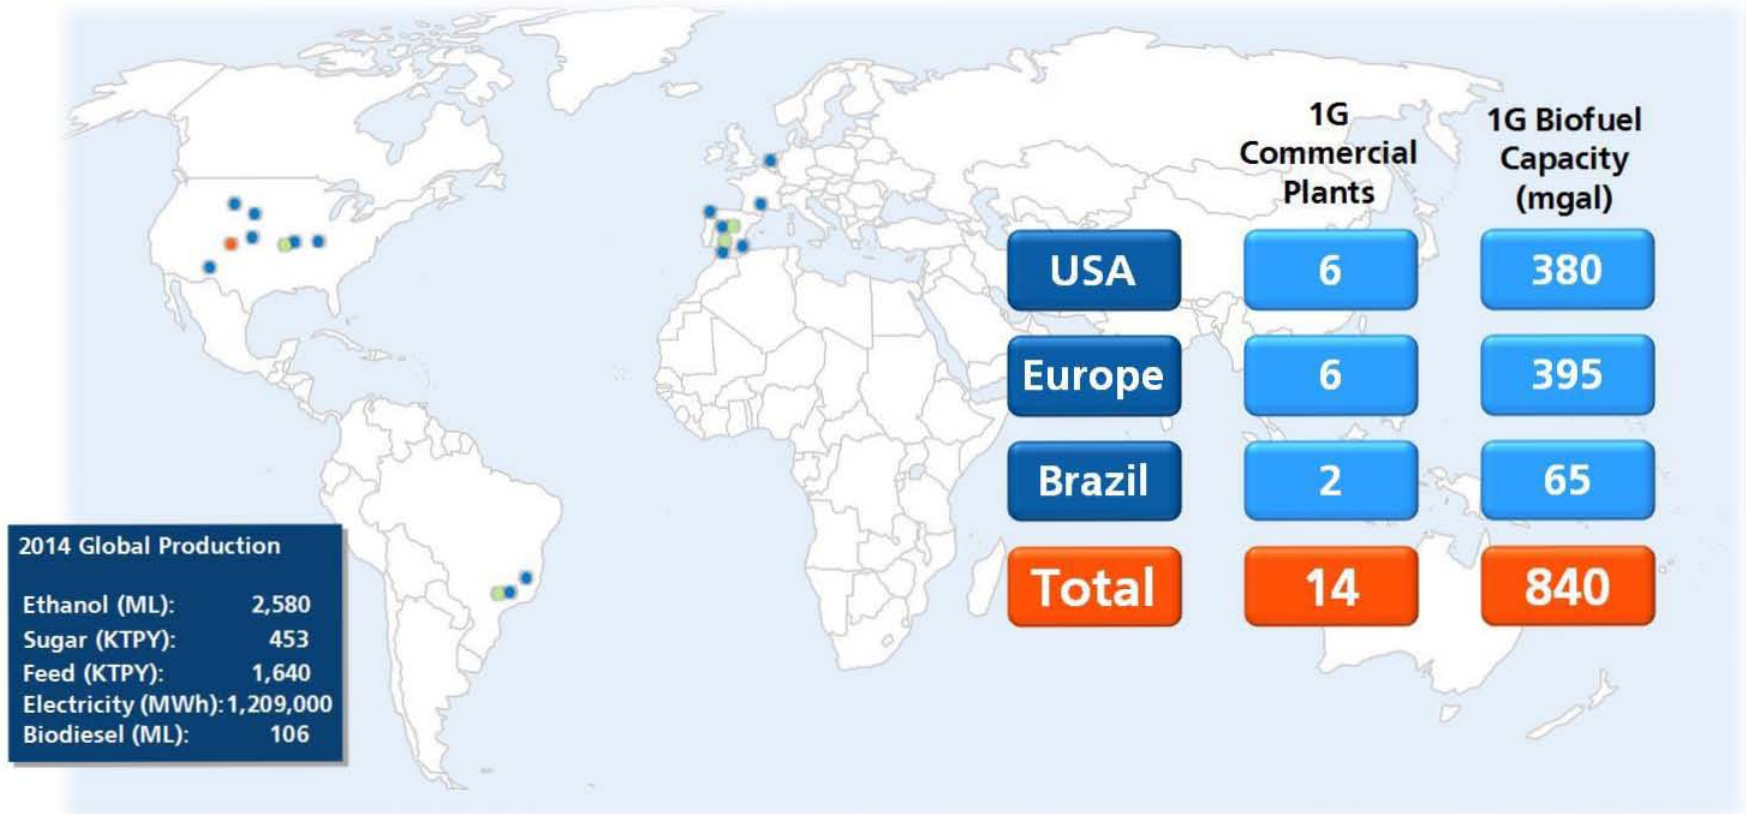 1G
Commercial
Plants
1G Biofuel
Capacity
(mgal)
USA 6 380
Europe 6 395
Brazil 2 65
Total 14 840
2014 Global Production
Ethanol (ML): 2,580
Sugar (KTPY): 453
Feed (KTPY): 1,640
Electricity (MWh): 1,209,000
Biodiesel (ML): 106